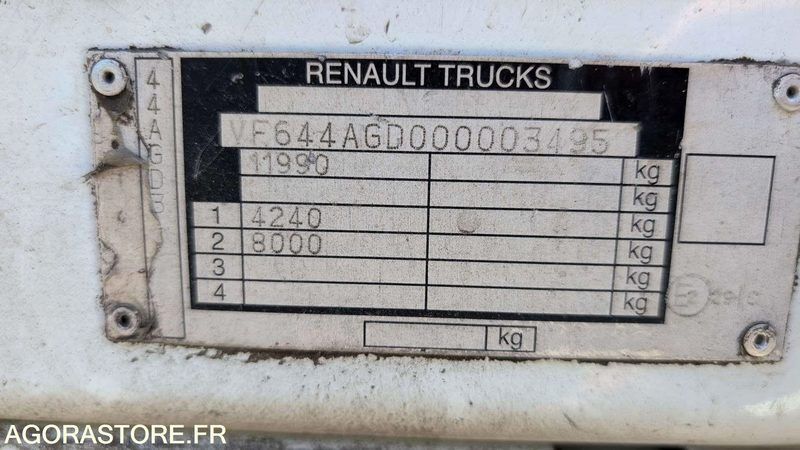 RENAULT TRUCKS
VF644AGD000003495
11990 kg
kg
1 4240 kg
2 8000 kg
3 kg
4 kg
kg
44AGDB
E2
AGORASTORE.FR